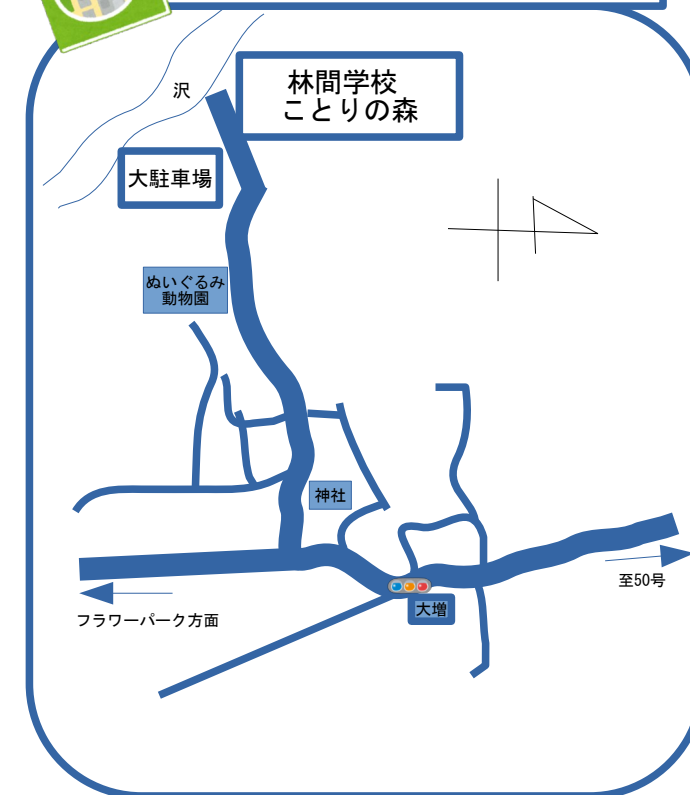 林間学校
ことりの森
沢
大駐車場
ぬいぐるみ
動物園
神社
至50号
大増
フラワーパーク方面